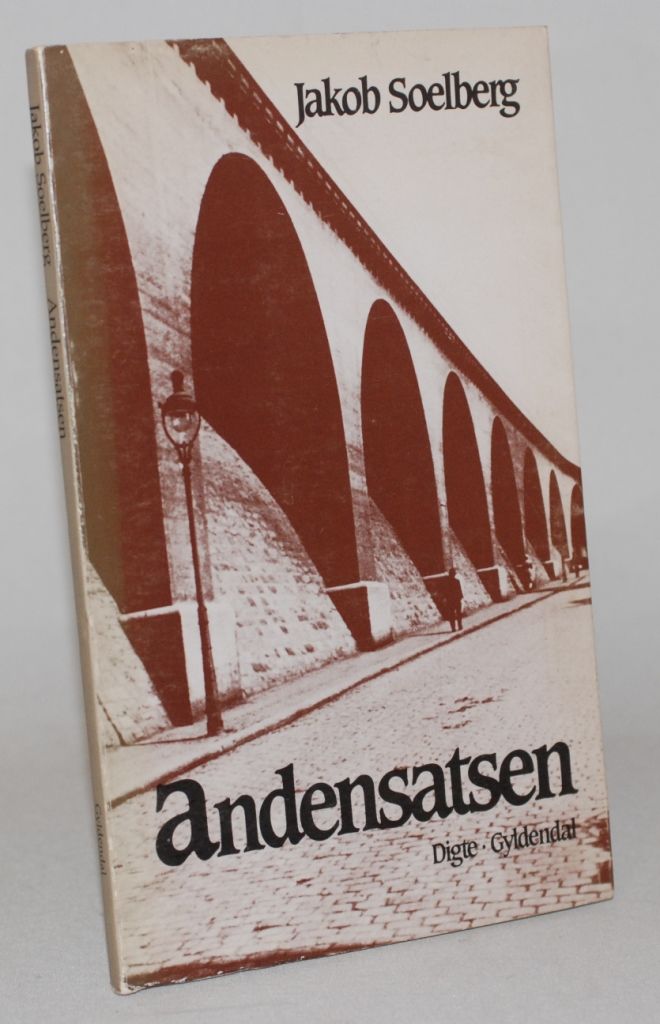 Jakob Soelberg
andensatsen
Digte · Gyldendal
Jakob Soelberg Andensatsen
Gyldendal